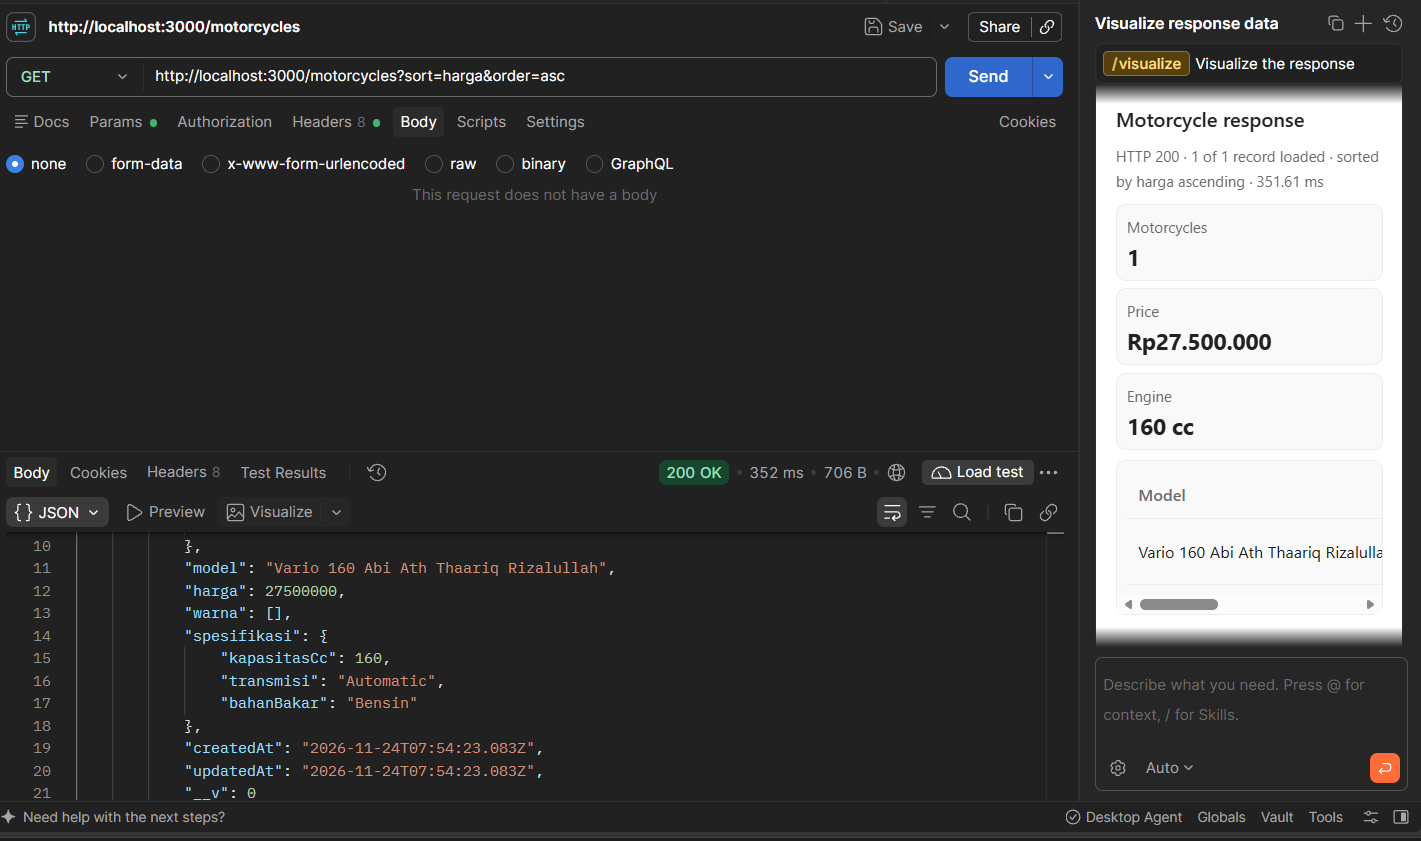 HTTP
http://localhost:3000/motorcycles
Save
Share
GET
http://localhost:3000/motorcycles?sort=harga&order=asc
Send
Docs
Params
Authorization
Headers 8
Body
Scripts
Settings
Cookies
none
form-data
x-www-form-urlencoded
raw
binary
GraphQL
This request does not have a body
Body
Cookies
Headers 8
Test Results
200 OK
352 ms
706 B
Load test
{} JSON
Preview
Visualize
10 },
11 "model": "Vario 160 Abi Ath Thaariq Rizalullah",
12 "harga": 27500000,
13 "warna": [],
14 "spesifikasi": {
15 "kapasitasCc": 160,
16 "transmisi": "Automatic",
17 "bahanBakar": "Bensin"
18 },
19 "createdAt": "2026-11-24T07:54:23.083Z",
20 "updatedAt": "2026-11-24T07:54:23.083Z",
21 "__v": 0
Visualize response data
/visualize Visualize the response
Motorcycle response
HTTP 200 · 1 of 1 record loaded · sorted
by harga ascending · 351.61 ms
Motorcycles
1
Price
Rp27.500.000
Engine
160 cc
Model
Vario 160 Abi Ath Thaariq Rizalulla
Describe what you need. Press @ for
context, / for Skills.
Auto
Need help with the next steps?
Desktop Agent
Globals
Vault
Tools